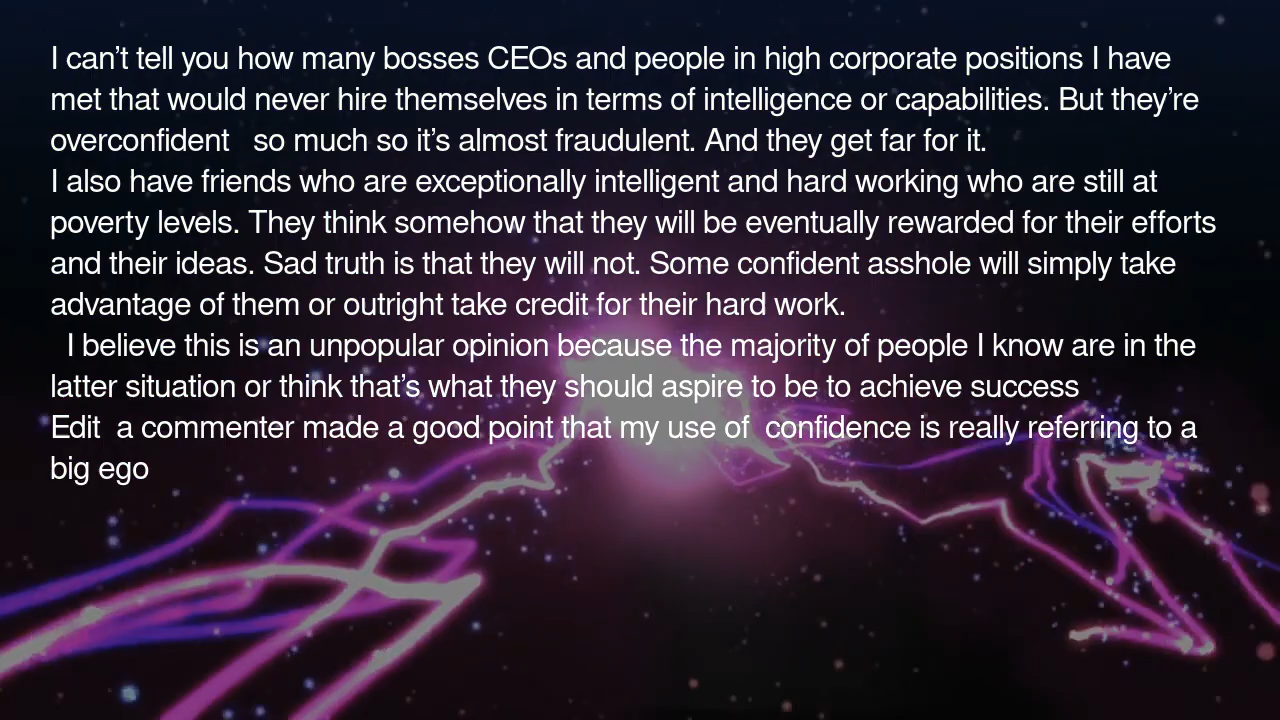 I can’t tell you how many bosses CEOs and people in high corporate positions I have
met that would never hire themselves in terms of intelligence or capabilities. But they’re
overconfident   so much so it’s almost fraudulent. And they get far for it.
I also have friends who are exceptionally intelligent and hard working who are still at
poverty levels. They think somehow that they will be eventually rewarded for their efforts
and their ideas. Sad truth is that they will not. Some confident asshole will simply take
advantage of them or outright take credit for their hard work.
  I believe this is an unpopular opinion because the majority of people I know are in the
latter situation or think that’s what they should aspire to be to achieve success
Edit  a commenter made a good point that my use of  confidence is really referring to a
big ego